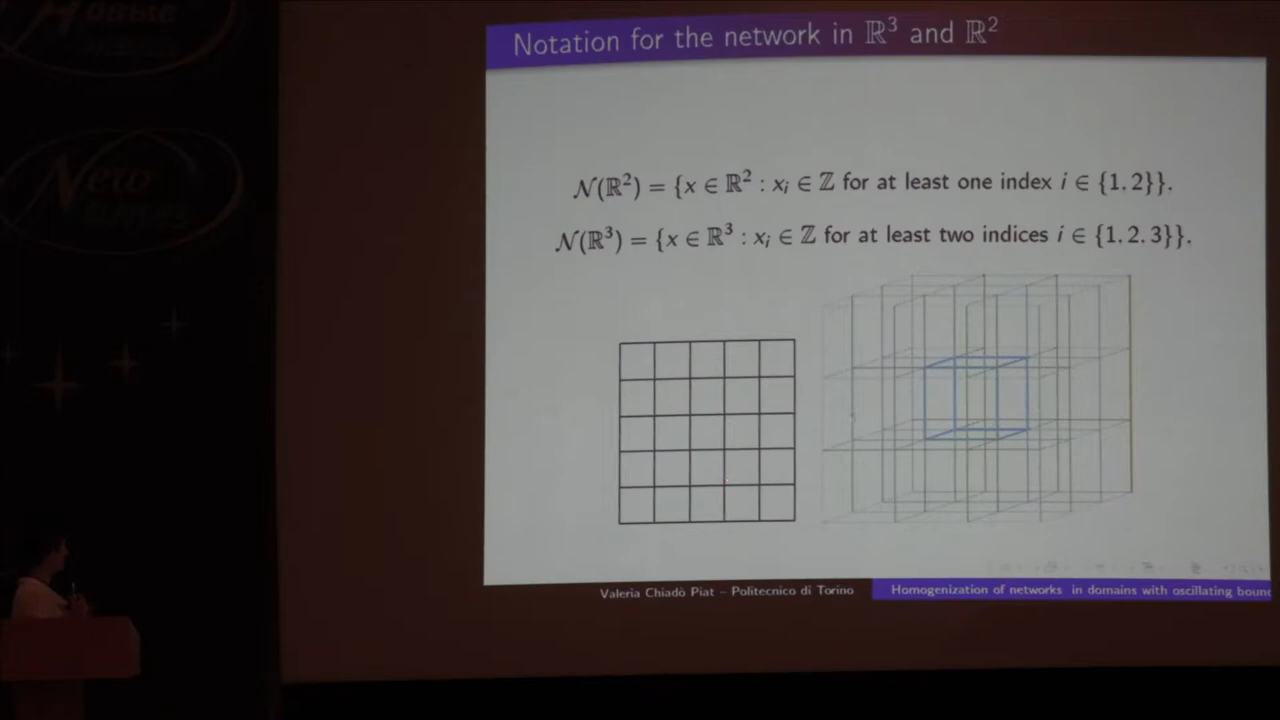 Новые
New
Notation for the network in ℝ³ and ℝ²
𝒩(ℝ²) = {x ∈ ℝ² : xᵢ ∈ ℤ for at least one index i ∈ {1, 2}}.
𝒩(ℝ³) = {x ∈ ℝ³ : xᵢ ∈ ℤ for at least two indices i ∈ {1, 2, 3}}.
Valeria Chiadò Piat – Politecnico di Torino
Homogenization of networks in domains with oscillating boun